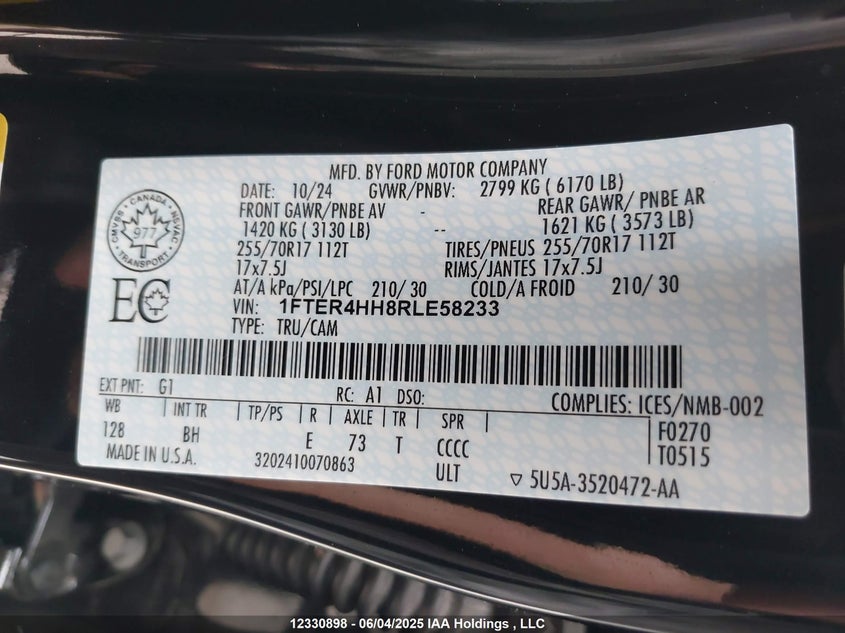 MFD. BY FORD MOTOR COMPANY
DATE: 10/24 GVWR/PNBV: 2799 KG ( 6170 LB)
FRONT GAWR/PNBE AV - REAR GAWR/ PNBE AR
1420 KG ( 3130 LB) -- 1621 KG ( 3573 LB)
255/70R17 112T TIRES/PNEUS 255/70R17 112T
17x7.5J RIMS/JANTES 17x7.5J
AT/A kPa/PSI/LPC 210/ 30 COLD/A FROID 210/ 30
VIN: 1FTER4HH8RLE58233
TYPE: TRU/CAM
CANADA
CMVSS NSVAC
977
TRANSPORT
EC
EXT PNT: G1 RC: A1 DSO: COMPLIES: ICES/NMB-002
WB INT TR TP/PS R AXLE TR SPR F0270
128 BH E 73 T CCCC T0515
MADE IN U.S.A. 3202410070863 ULT ▽ 5U5A-3520472-AA
12330898 - 06/04/2025 IAA Holdings , LLC